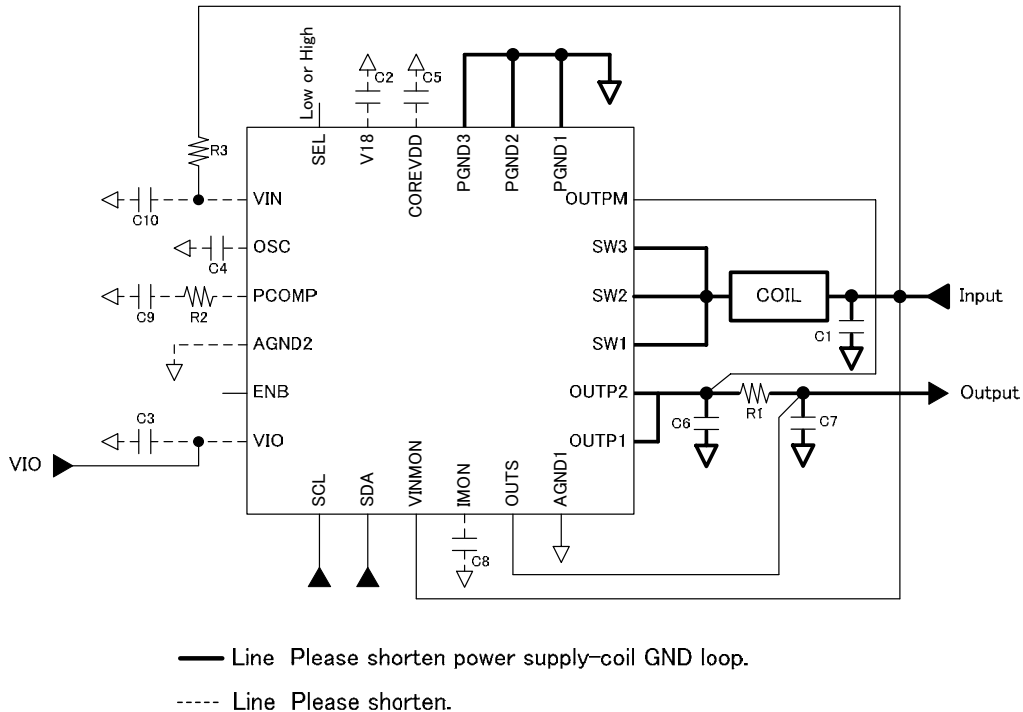 Low or High
C2
C5
R3
SEL
V18
COREVDD
PGND3
PGND2
PGND1
VIN
OUTPM
C10
OSC
SW3
C4
PCOMP
SW2
COIL
Input
C9
R2
C1
AGND2
SW1
ENB
OUTP2
Output
R1
C3
C6
C7
VIO
OUTP1
VIO
SCL
SDA
VINMON
IMON
OUTS
AGND1
C8
Line Please shorten power supply-coil GND loop.
Line Please shorten.